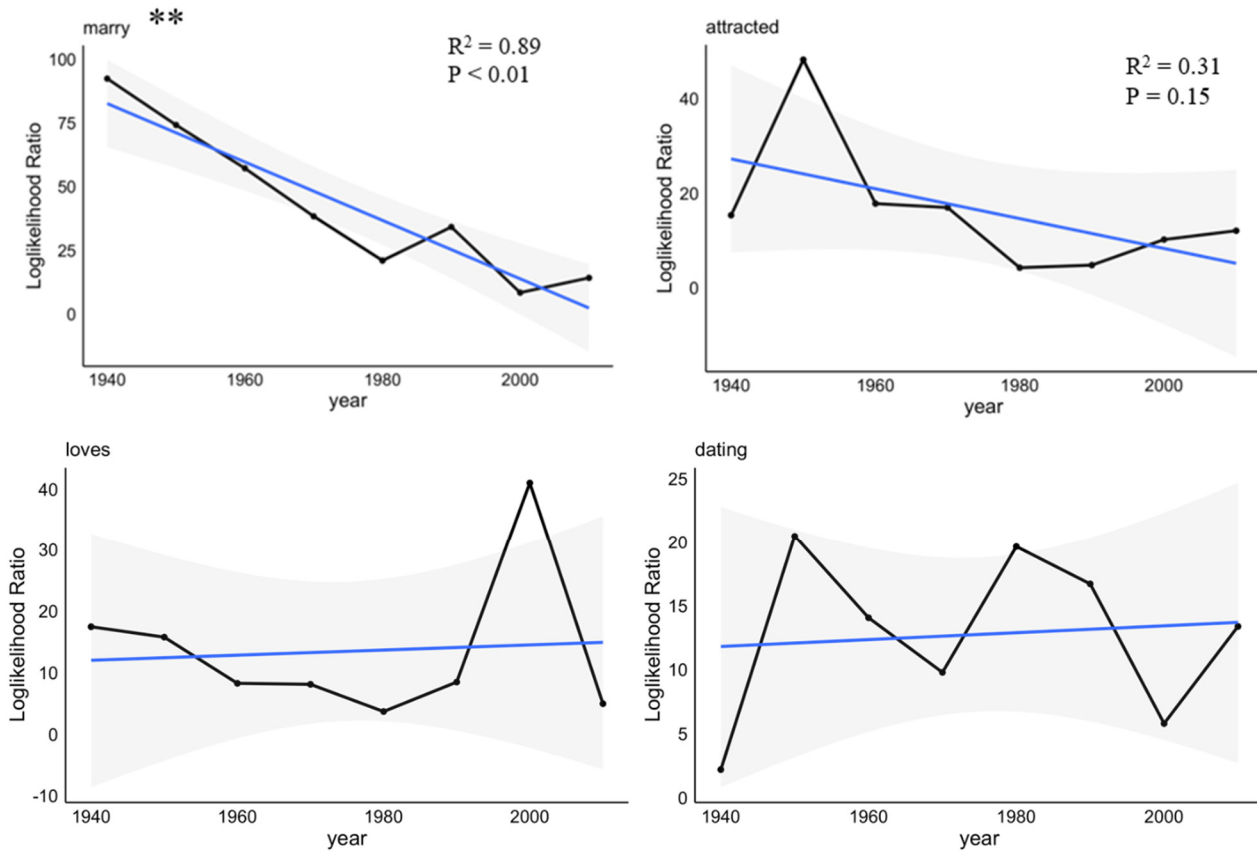 marry **
R² = 0.89
P < 0.01
Loglikelihood Ratio
100
75
50
25
0
1940 1960 1980 2000
year
attracted
R² = 0.31
P = 0.15
Loglikelihood Ratio
40
20
0
1940 1960 1980 2000
year
loves
Loglikelihood Ratio
40
30
20
10
0
-10
1940 1960 1980 2000
year
dating
Loglikelihood Ratio
25
20
15
10
5
0
1940 1960 1980 2000
year